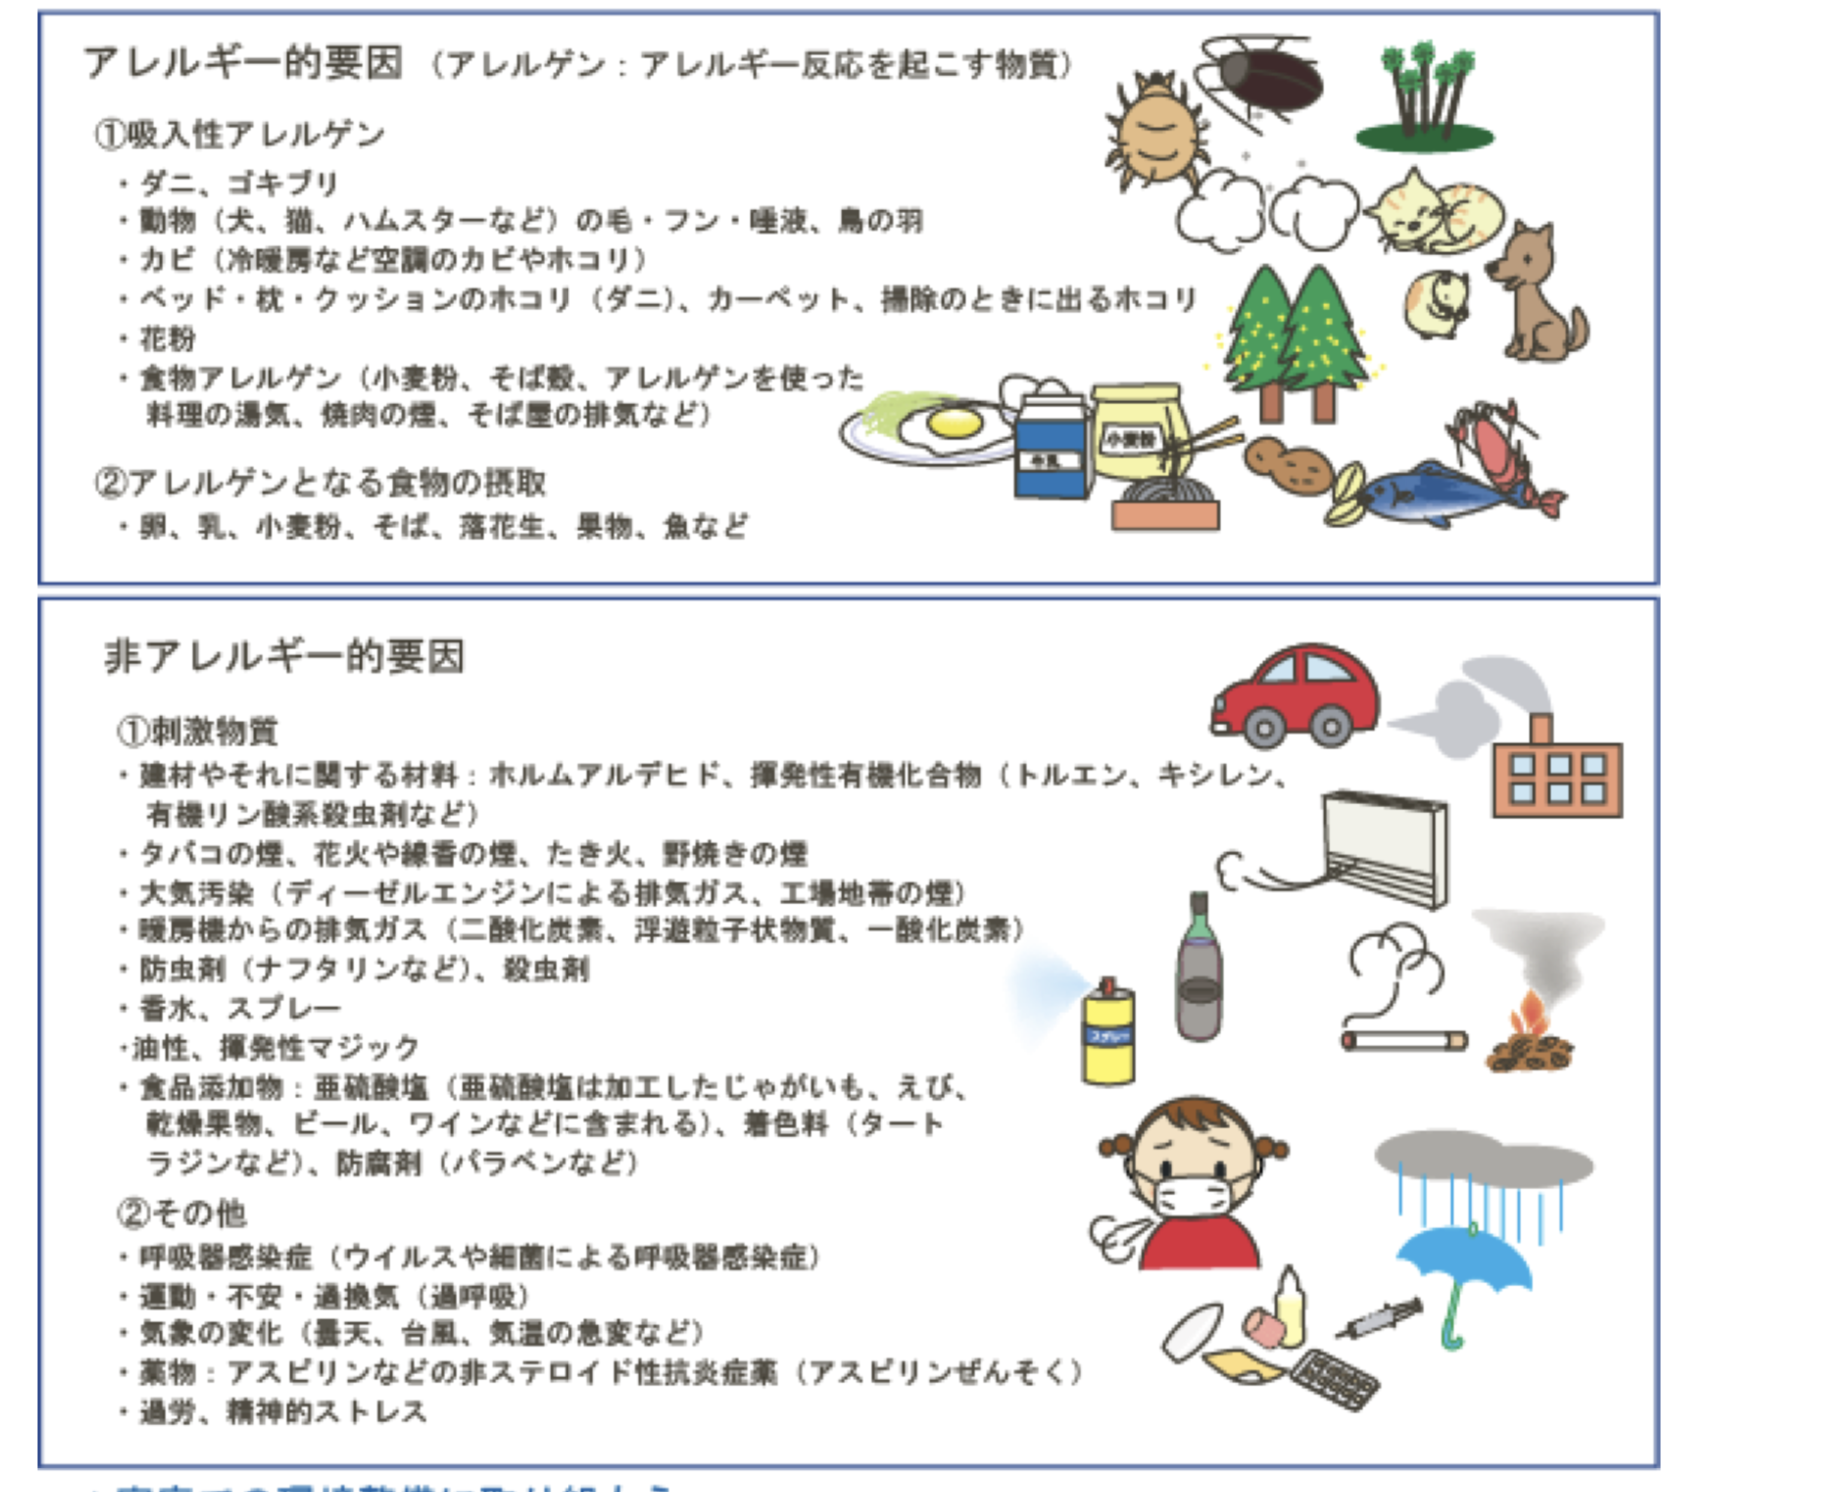 アレルギー的要因 （アレルゲン：アレルギー反応を起こす物質）
①吸入性アレルゲン
・ダニ、ゴキブリ
・動物（犬、猫、ハムスターなど）の毛・フン・唾液、鳥の羽
・カビ（冷暖房など空調のカビやホコリ）
・ベッド・枕・クッションのホコリ（ダニ）、カーペット、掃除のときに出るホコリ
・花粉
・食物アレルゲン（小麦粉、そば殻、アレルゲンを使った
料理の湯気、焼肉の煙、そば屋の排気など）
牛乳
小麦粉
②アレルゲンとなる食物の摂取
・卵、乳、小麦粉、そば、落花生、果物、魚など
非アレルギー的要因
①刺激物質
・建材やそれに関する材料：ホルムアルデヒド、揮発性有機化合物（トルエン、キシレン、
有機リン酸系殺虫剤など）
・タバコの煙、花火や線香の煙、たき火、野焼きの煙
・大気汚染（ディーゼルエンジンによる排気ガス、工場地帯の煙）
・暖房機からの排気ガス（二酸化炭素、浮遊粒子状物質、一酸化炭素）
・防虫剤（ナフタリンなど）、殺虫剤
・香水、スプレー
・油性、揮発性マジック
スプレー
・食品添加物：亜硫酸塩（亜硫酸塩は加工したじゃがいも、えび、
乾燥果物、ビール、ワインなどに含まれる）、着色料（タート
ラジンなど）、防腐剤（パラベンなど）
②その他
・呼吸器感染症（ウイルスや細菌による呼吸器感染症）
・運動・不安・過換気（過呼吸）
・気象の変化（曇天、台風、気温の急変など）
・薬物：アスピリンなどの非ステロイド性抗炎症薬（アスピリンぜんそく）
・過労、精神的ストレス